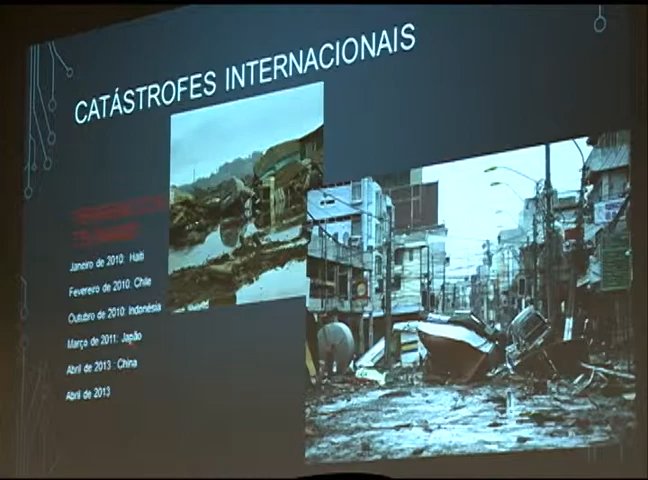 CATÁSTROFES INTERNACIONAIS
Janeiro de 2010: Haiti
Fevereiro de 2010: Chile
Outubro de 2010: Indonésia
Março de 2011: Japão
Abril de 2013 : China
Abril de 2013